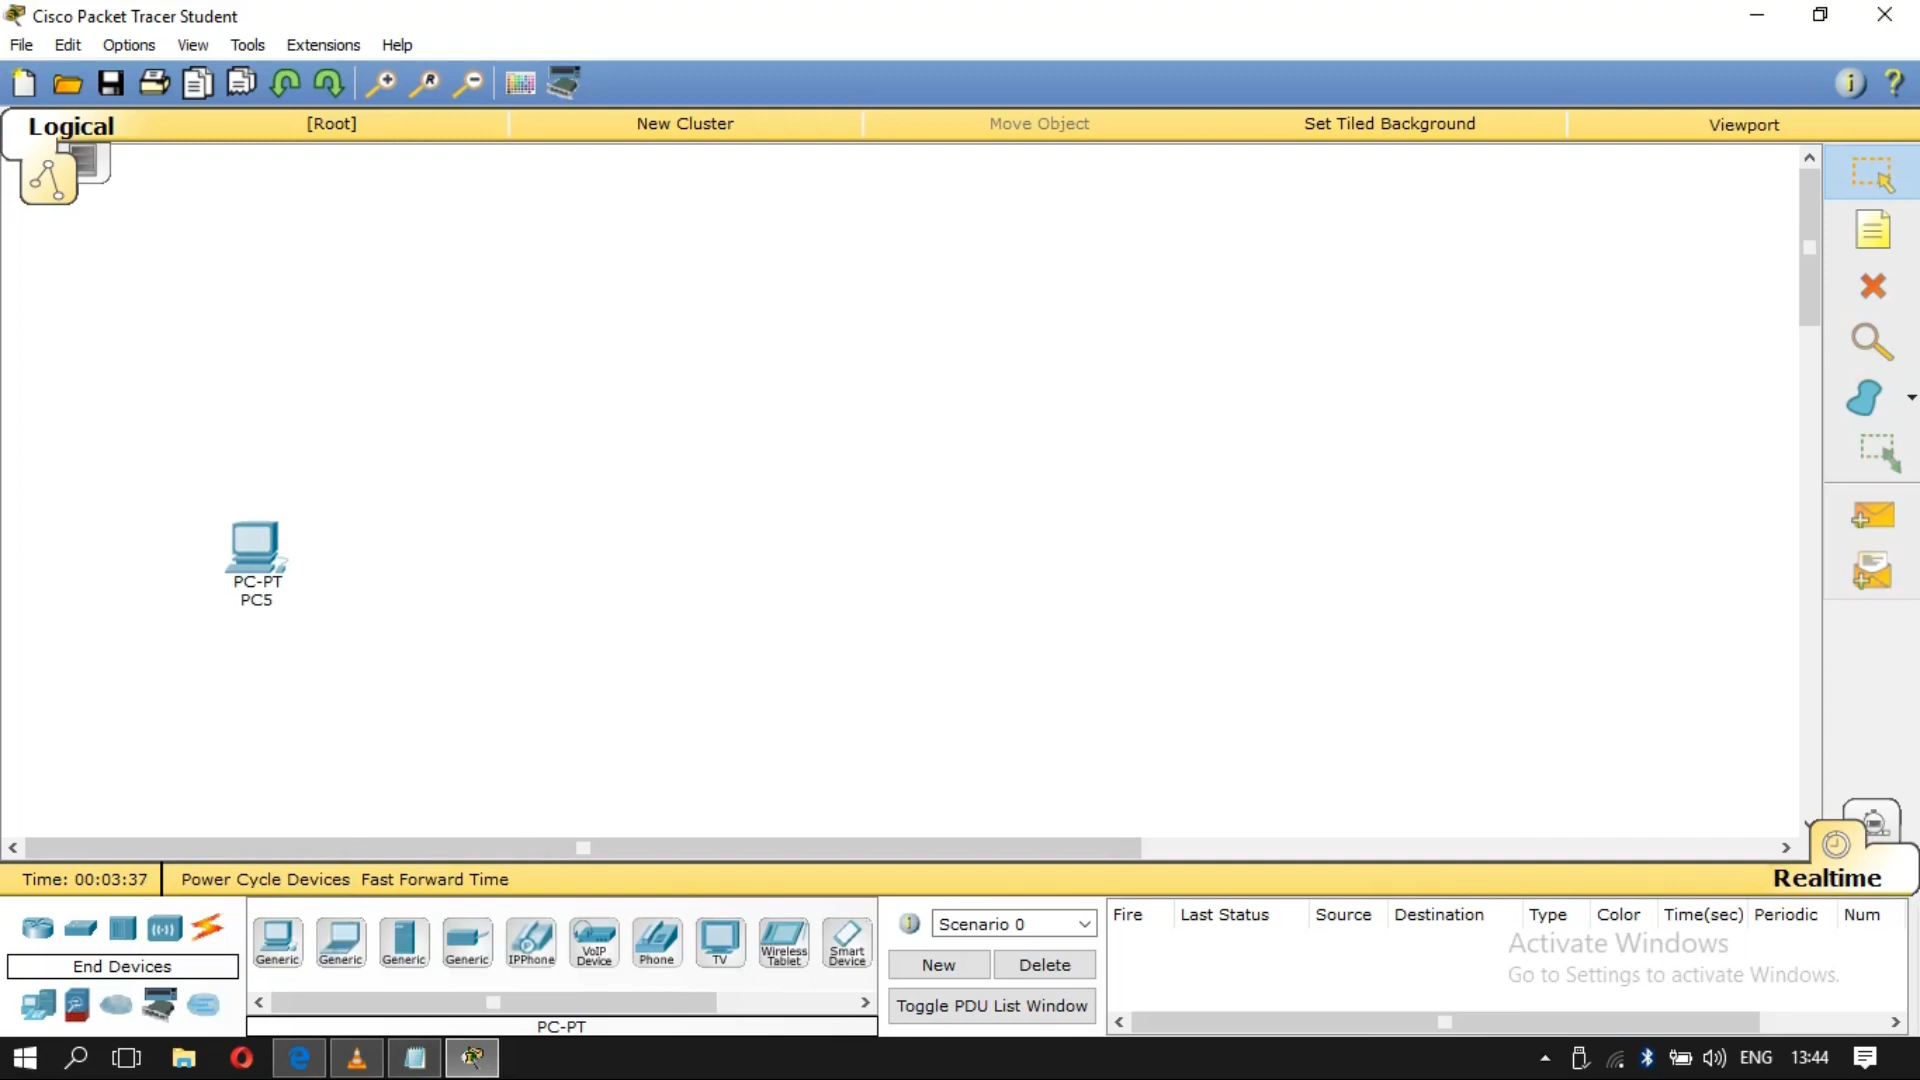 Cisco Packet Tracer Student
File Edit Options View Tools Extensions Help
Logical [Root] New Cluster Move Object Set Tiled Background Viewport
PC-PT
PC5
Time: 00:03:37 Power Cycle Devices Fast Forward Time Realtime
End Devices
Generic Generic Generic Generic IPPhone VoIP Device Phone TV Wireless Tablet Smart Device
PC-PT
Scenario 0
New Delete
Toggle PDU List Window
Fire Last Status Source Destination Type Color Time(sec) Periodic Num
Activate Windows
Go to Settings to activate Windows.
ENG 13:44